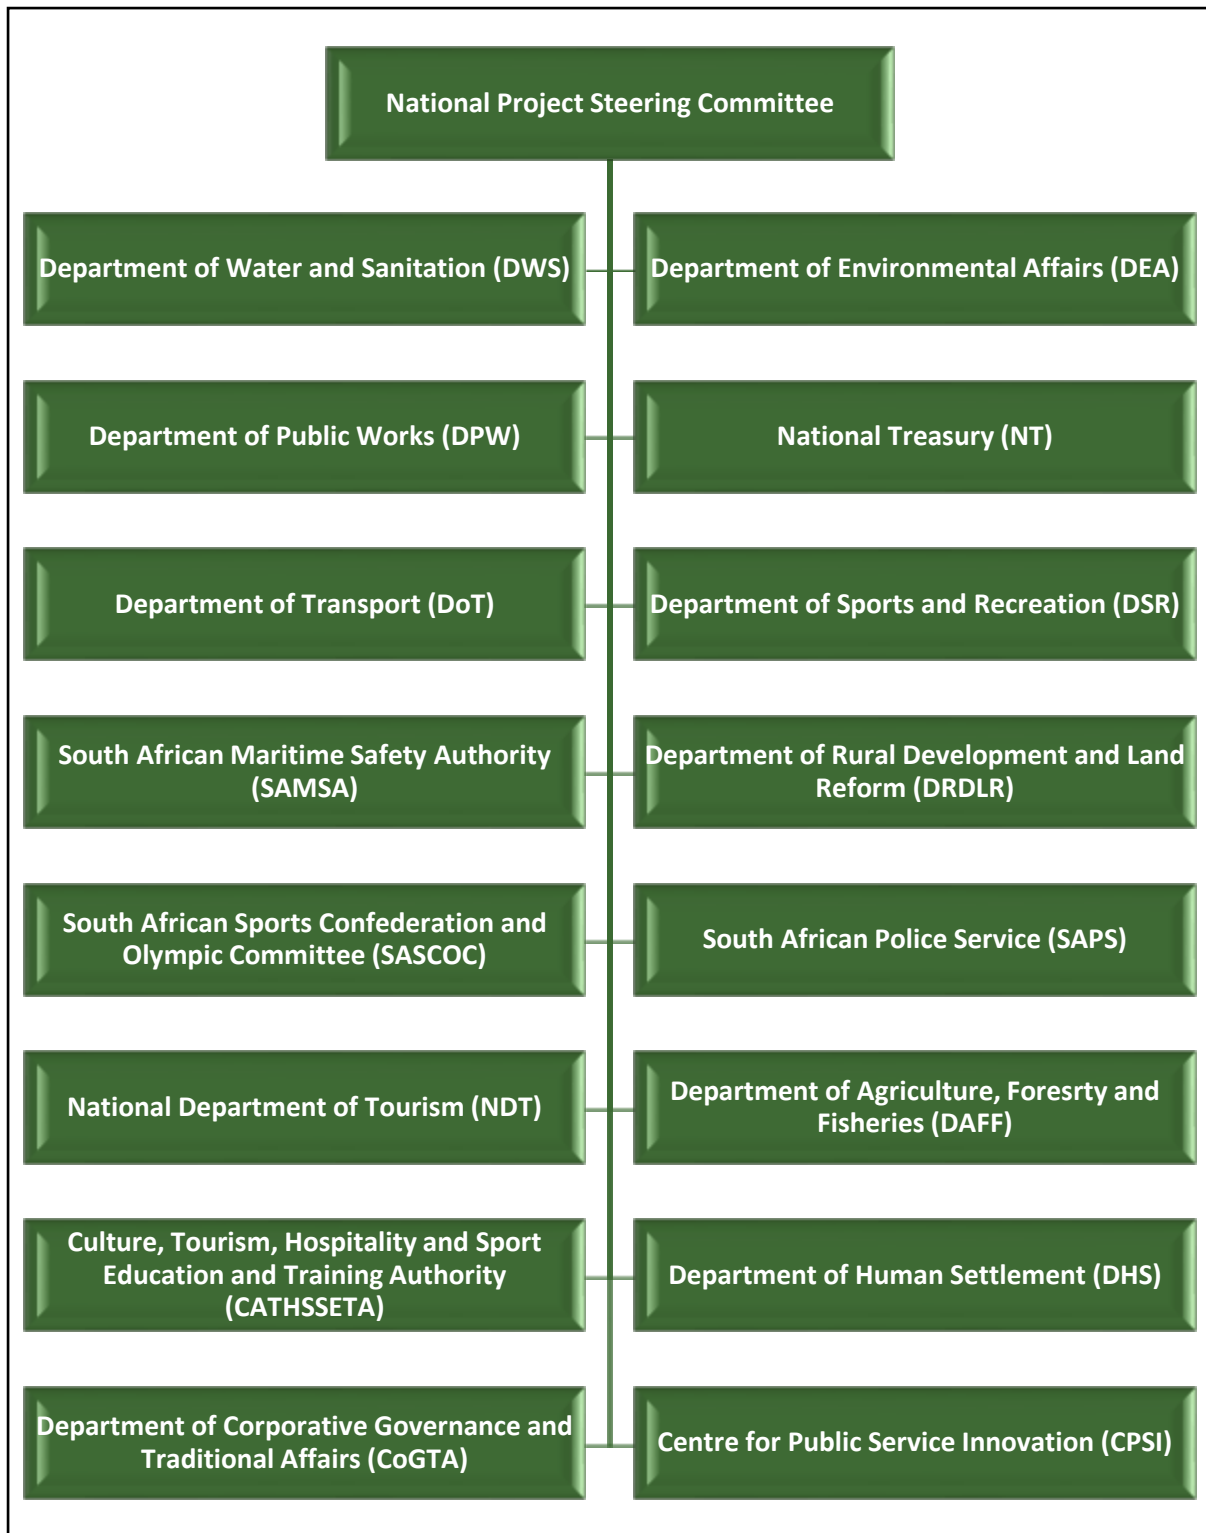 National Project Steering Committee
Department of Water and Sanitation (DWS)
Department of Environmental Affairs (DEA)
Department of Public Works (DPW)
National Treasury (NT)
Department of Transport (DoT)
Department of Sports and Recreation (DSR)
South African Maritime Safety Authority
(SAMSA)
Department of Rural Development and Land
Reform (DRDLR)
South African Sports Confederation and
Olympic Committee (SASCOC)
South African Police Service (SAPS)
National Department of Tourism (NDT)
Department of Agriculture, Foresrty and
Fisheries (DAFF)
Culture, Tourism, Hospitality and Sport
Education and Training Authority
(CATHSSETA)
Department of Human Settlement (DHS)
Department of Corporative Governance and
Traditional Affairs (CoGTA)
Centre for Public Service Innovation (CPSI)